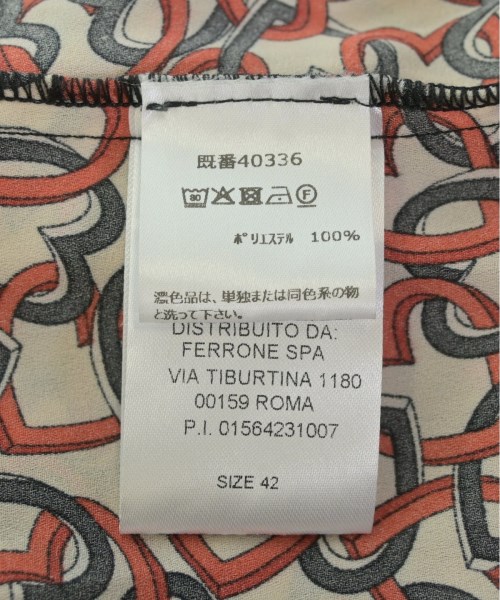 既番40336
80 F
ポリエステル 100%
濃色品は、単独または同色系の物
と洗って下さい。
DISTRIBUITO DA:
FERRONE SPA
VIA TIBURTINA 1180
00159 ROMA
P.I. 01564231007
SIZE 42